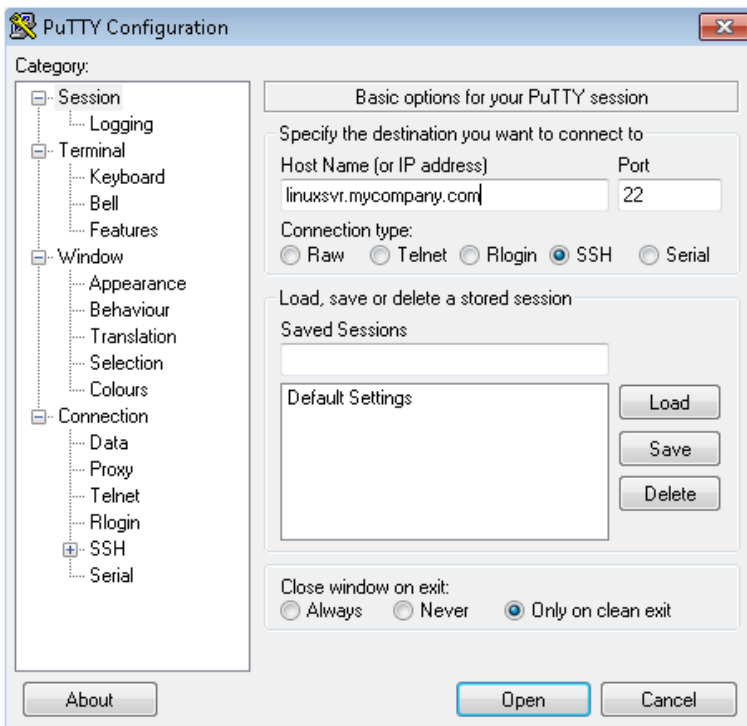 PuTTY Configuration
Category:
Session
Logging
Terminal
Keyboard
Bell
Features
Window
Appearance
Behaviour
Translation
Selection
Colours
Connection
Data
Proxy
Telnet
Rlogin
SSH
Serial
Basic options for your PuTTY session
Specify the destination you want to connect to
Host Name (or IP address) Port
linuxsvr.mycompany.com 22
Connection type:
Raw Telnet Rlogin SSH Serial
Load, save or delete a stored session
Saved Sessions
Default Settings
Load
Save
Delete
Close window on exit:
Always Never Only on clean exit
About Open Cancel